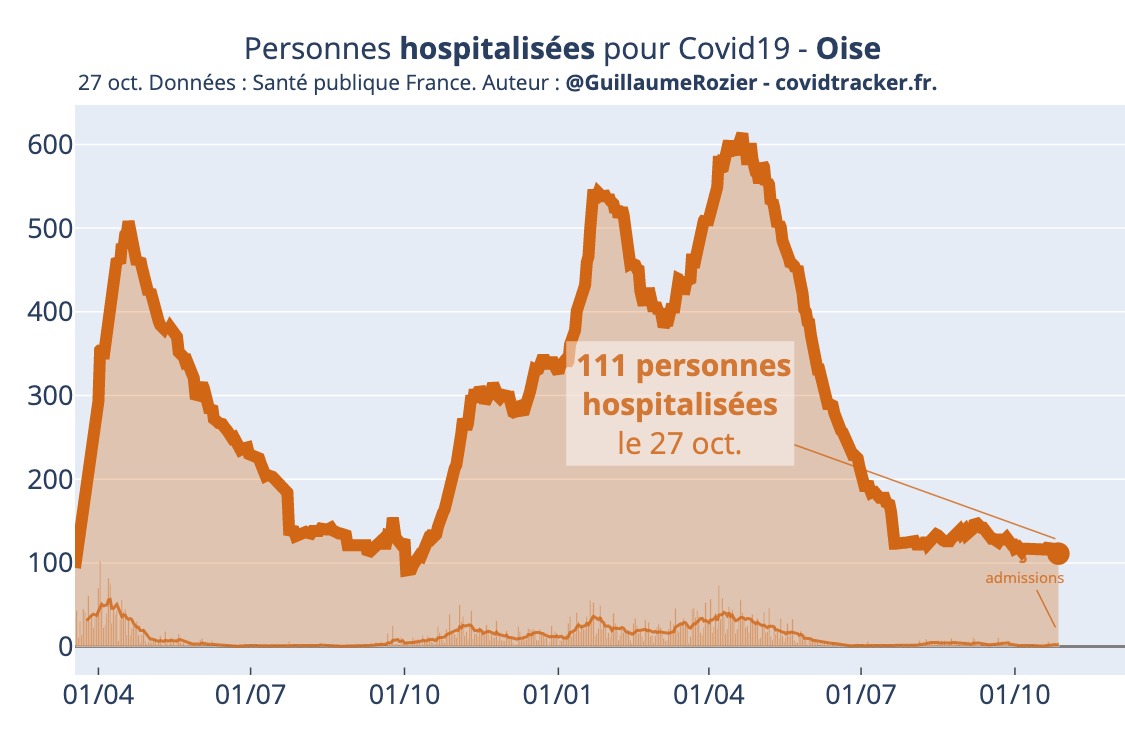 Personnes hospitalisées pour Covid19 - Oise
27 oct. Données : Santé publique France. Auteur : @GuillaumeRozier - covidtracker.fr.
600
500
400
300
200
100
0
111 personnes
hospitalisées
le 27 oct.
admissions
01/04
01/07
01/10
01/01
01/04
01/07
01/10